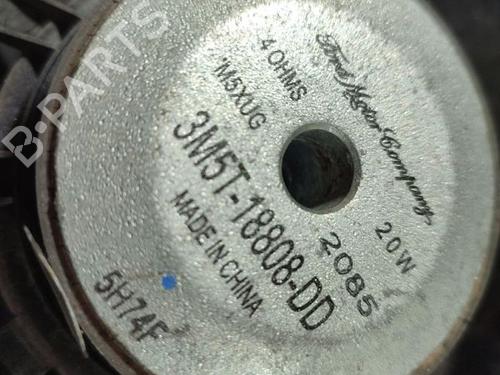 Ford Motor Company
4 OHMS
20W
1M5XUG
3M5T-18808-DD
2085
MADE IN CHINA
5H74F
B-PARTS